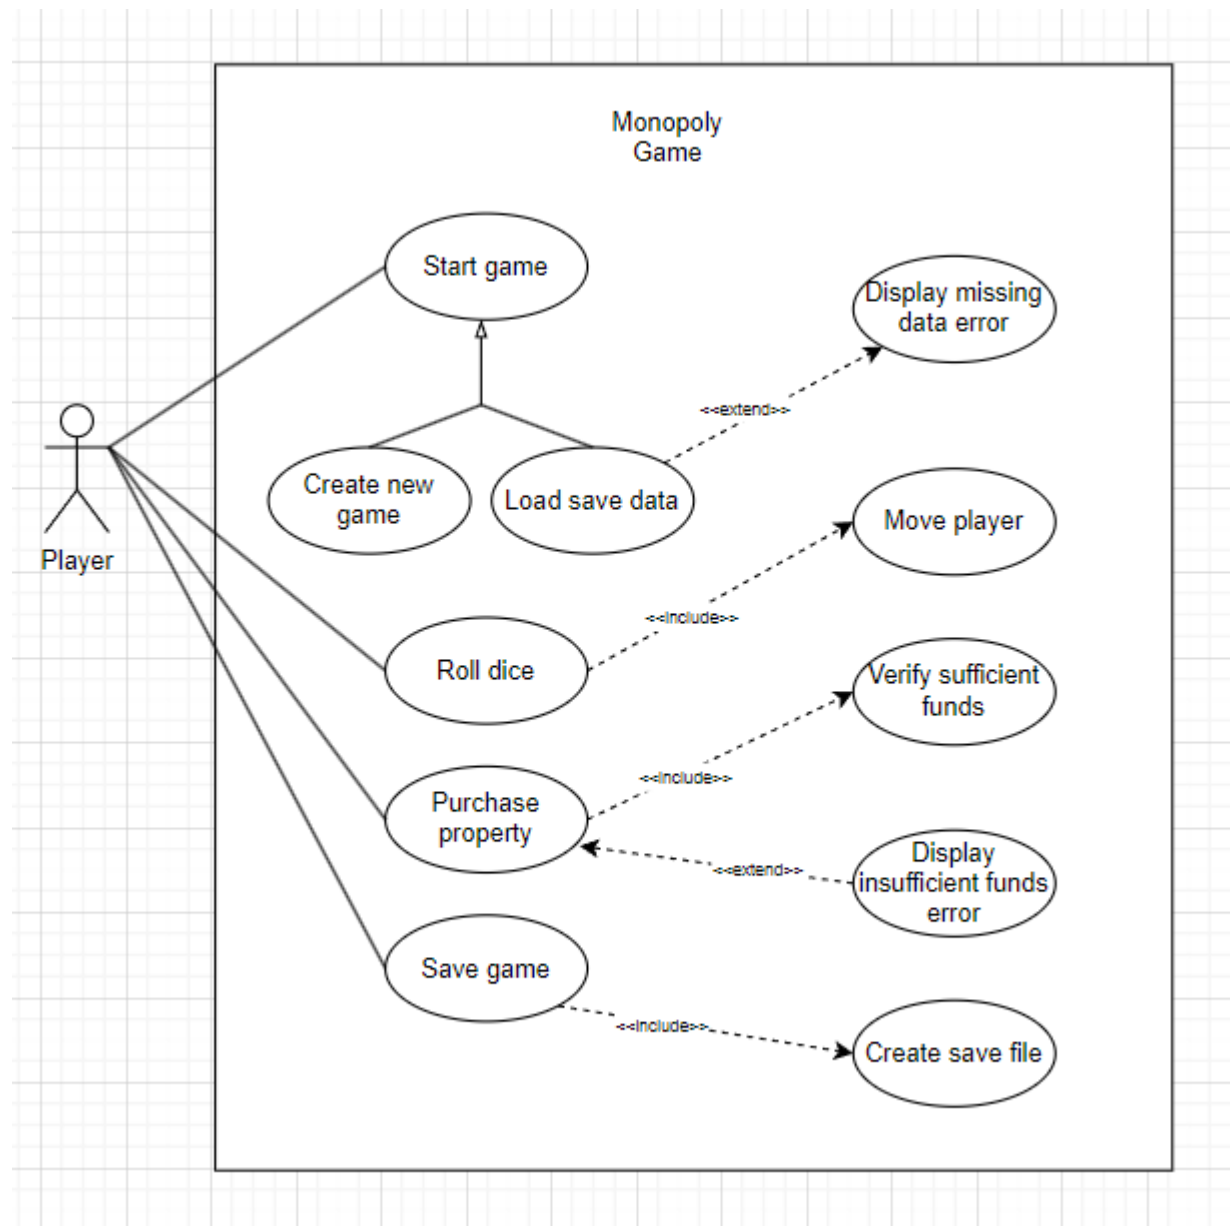 Monopoly
Game
Start game
Display missing
data error
<<extend>>
Create new
game
Load save data
Move player
Player
<<include>>
Roll dice
Verify sufficient
funds
<<include>>
Purchase
property
Display
insufficient funds
error
<<extend>>
Save game
<<include>>
Create save file